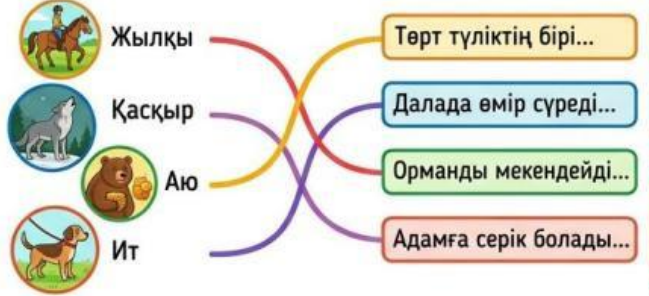 Жылқы
Қасқыр
Аю
Ит
Төрт түліктің бірі...
Далада өмір сүреді...
Орманды мекендейді...
Адамға серік болады...